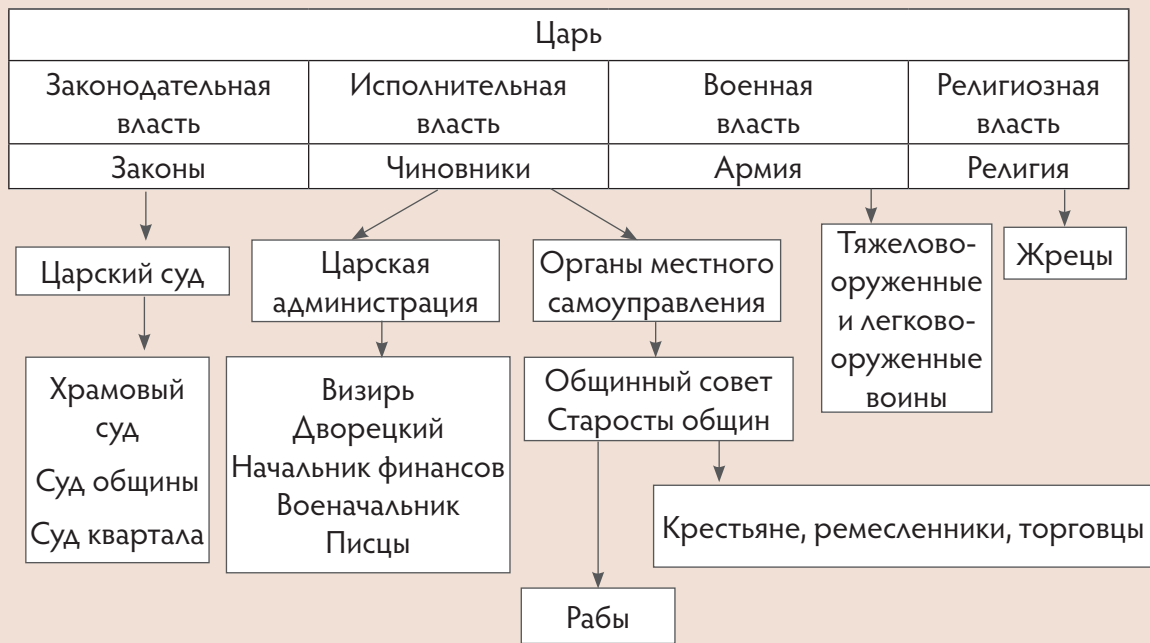 Царь
Законодательная
власть
Исполнительная
власть
Военная
власть
Религиозная
власть
Законы
Чиновники
Армия
Религия
Царский суд
Царская
администрация
Органы местного
самоуправления
Тяжелово-
оруженные
и легково-
оруженные
воины
Жрецы
Храмовый
суд
Суд общины
Суд квартала
Визирь
Дворецкий
Начальник финансов
Военачальник
Писцы
Общинный совет
Старосты общин
Крестьяне, ремесленники, торговцы
Рабы